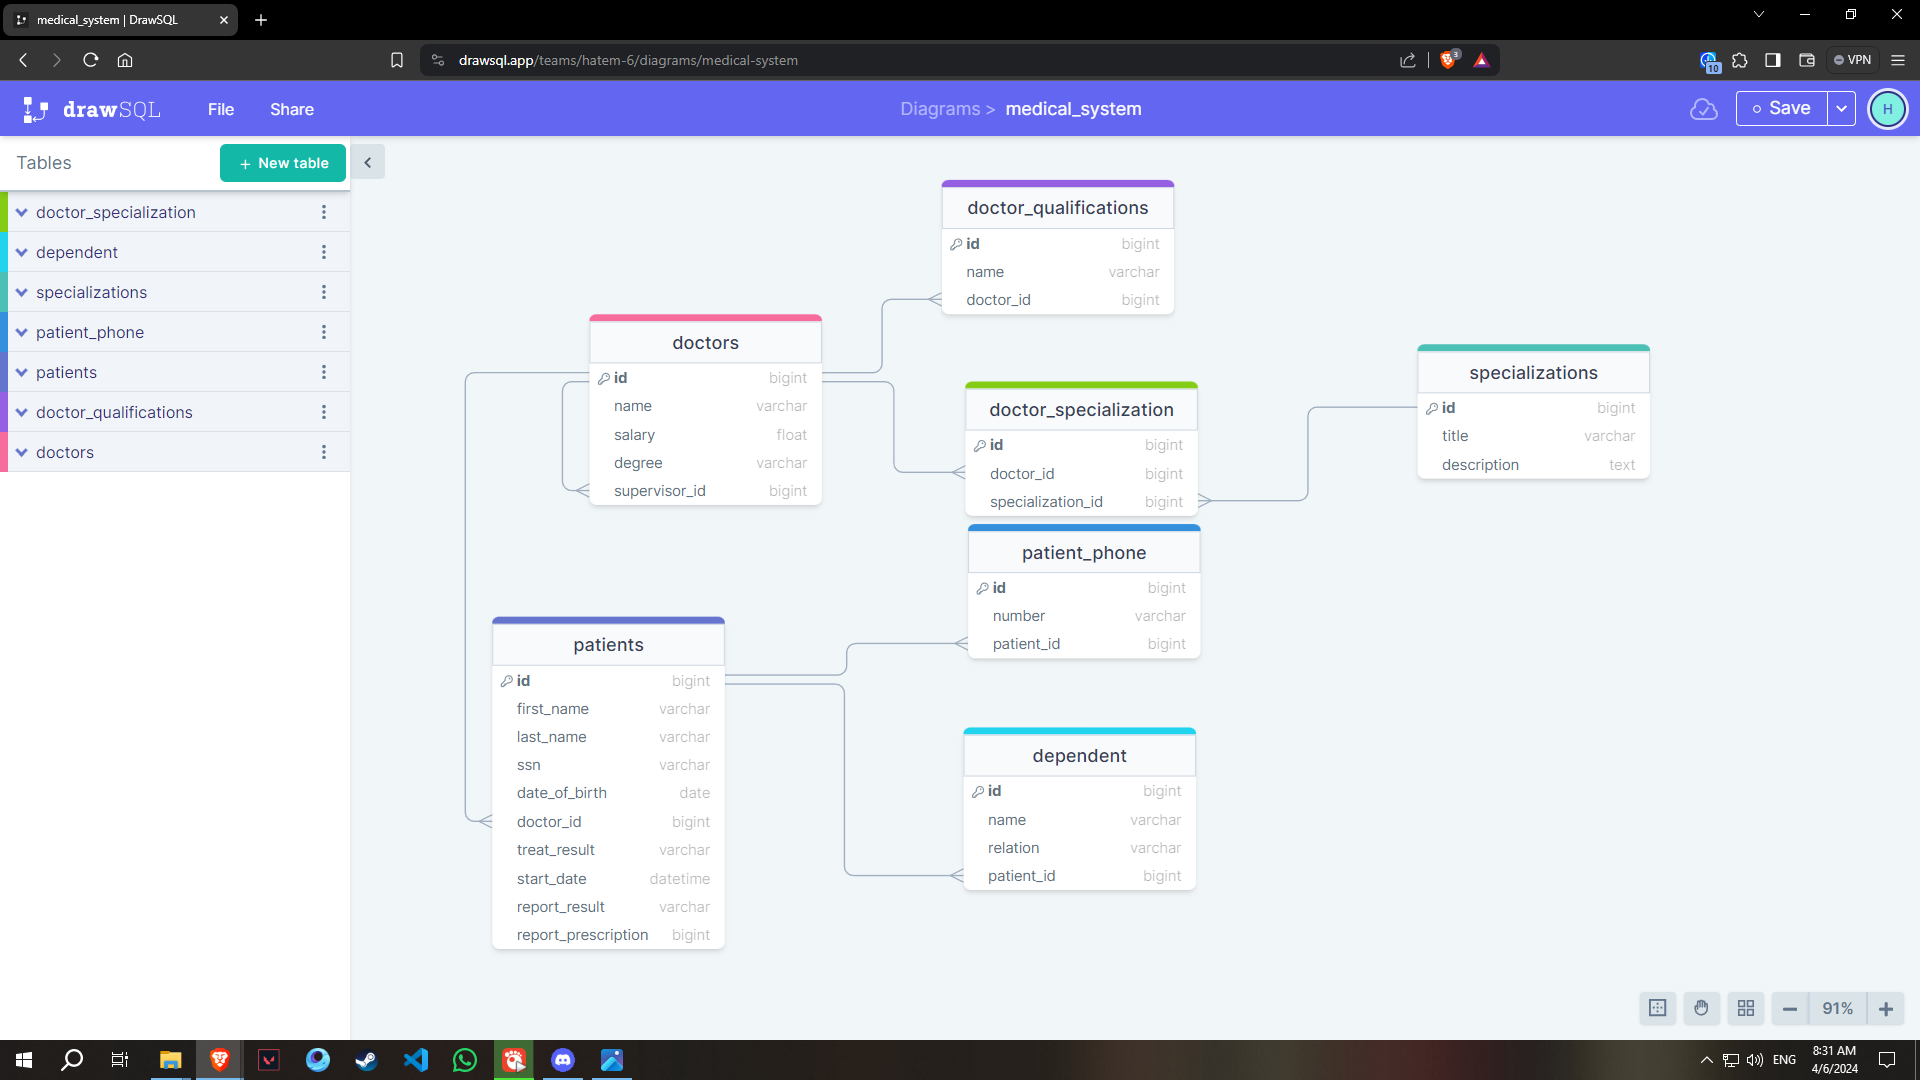 medical_system | DrawSQL
drawsql.app/teams/hatem-6/diagrams/medical-system
3
10
VPN
drawSQL
File
Share
Diagrams > medical_system
Save
H
Tables
+ New table
doctor_specialization
dependent
specializations
patient_phone
patients
doctor_qualifications
doctors
doctor_qualifications
id bigint
name varchar
doctor_id bigint
doctors
id bigint
name varchar
salary float
degree varchar
supervisor_id bigint
doctor_specialization
id bigint
doctor_id bigint
specialization_id bigint
specializations
id bigint
title varchar
description text
patient_phone
id bigint
number varchar
patient_id bigint
patients
id bigint
first_name varchar
last_name varchar
ssn varchar
date_of_birth date
doctor_id bigint
treat_result varchar
start_date datetime
report_result varchar
report_prescription bigint
dependent
id bigint
name varchar
relation varchar
patient_id bigint
91%
ENG
8:31 AM
4/6/2024